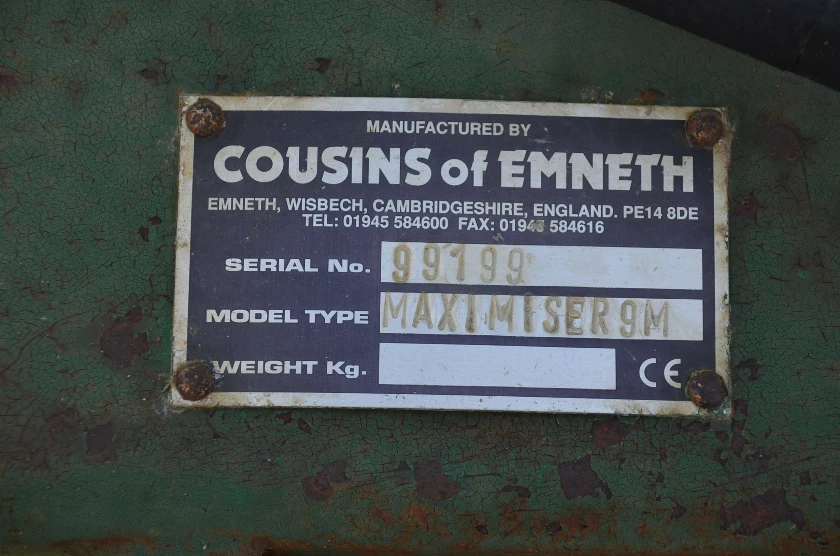 MANUFACTURED BY
COUSINS of EMNETH
EMNETH, WISBECH, CAMBRIDGESHIRE, ENGLAND. PE14 8DE
TEL: 01945 584600 FAX: 01945 584616
SERIAL No. 99199
MODEL TYPE MAXIMISER 9M
WEIGHT Kg. CE